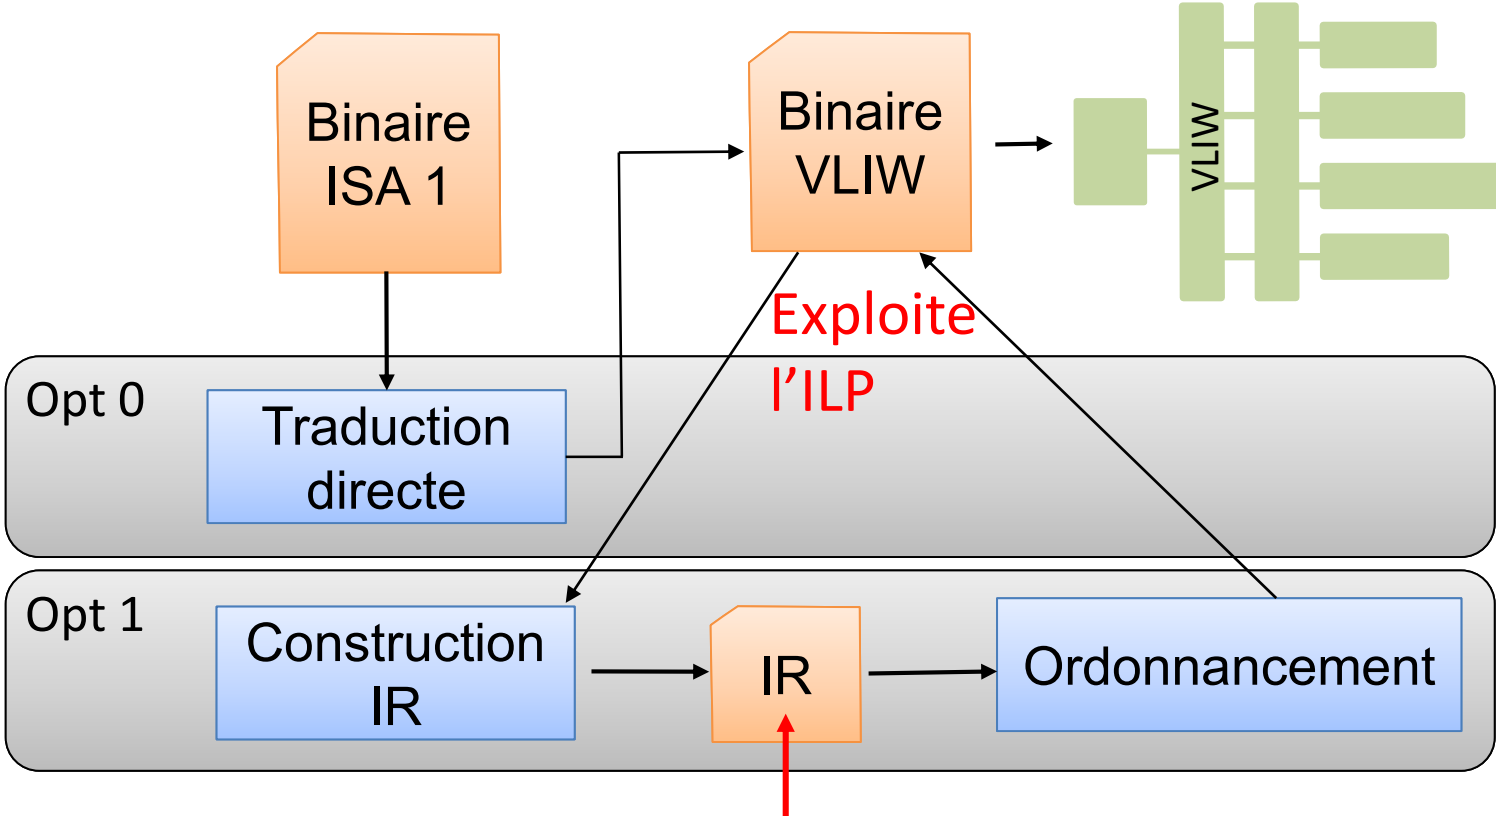 Binaire
ISA 1
Binaire
VLIW
VLIW
Exploite
l’ILP
Opt 0
Traduction
directe
Opt 1
Construction
IR
IR
Ordonnancement